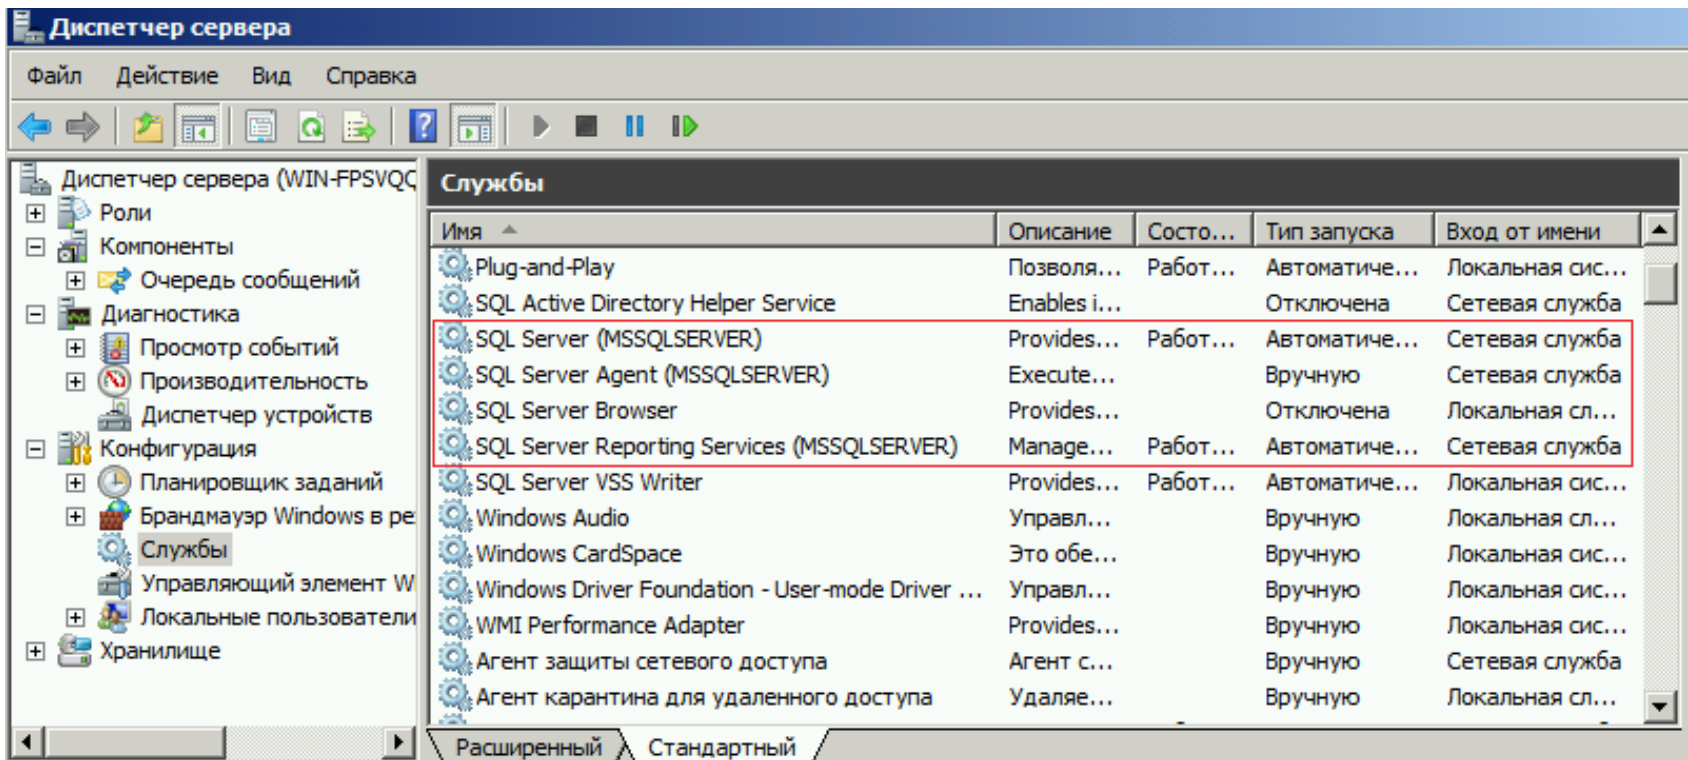 Диспетчер сервера
Файл Действие Вид Справка
Диспетчер сервера (WIN-FPSVQC
Роли
Компоненты
Очередь сообщений
Диагностика
Просмотр событий
Производительность
Диспетчер устройств
Конфигурация
Планировщик заданий
Брандмауэр Windows в ре
Службы
Управляющий элемент W
Локальные пользователи
Хранилище
Службы
Имя Описание Состо... Тип запуска Вход от имени
Plug-and-Play Позволя... Работ... Автоматиче... Локальная сис...
SQL Active Directory Helper Service Enables i... Отключена Сетевая служба
SQL Server (MSSQLSERVER) Provides... Работ... Автоматиче... Сетевая служба
SQL Server Agent (MSSQLSERVER) Execute... Вручную Сетевая служба
SQL Server Browser Provides... Отключена Локальная сл...
SQL Server Reporting Services (MSSQLSERVER) Manage... Работ... Автоматиче... Сетевая служба
SQL Server VSS Writer Provides... Работ... Автоматиче... Локальная сис...
Windows Audio Управл... Вручную Локальная сл...
Windows CardSpace Это обе... Вручную Локальная сис...
Windows Driver Foundation - User-mode Driver ... Управл... Вручную Локальная сис...
WMI Performance Adapter Provides... Вручную Локальная сис...
Агент защиты сетевого доступа Агент с... Вручную Сетевая служба
Агент карантина для удаленного доступа Удаляе... Вручную Локальная сл...
Расширенный Стандартный